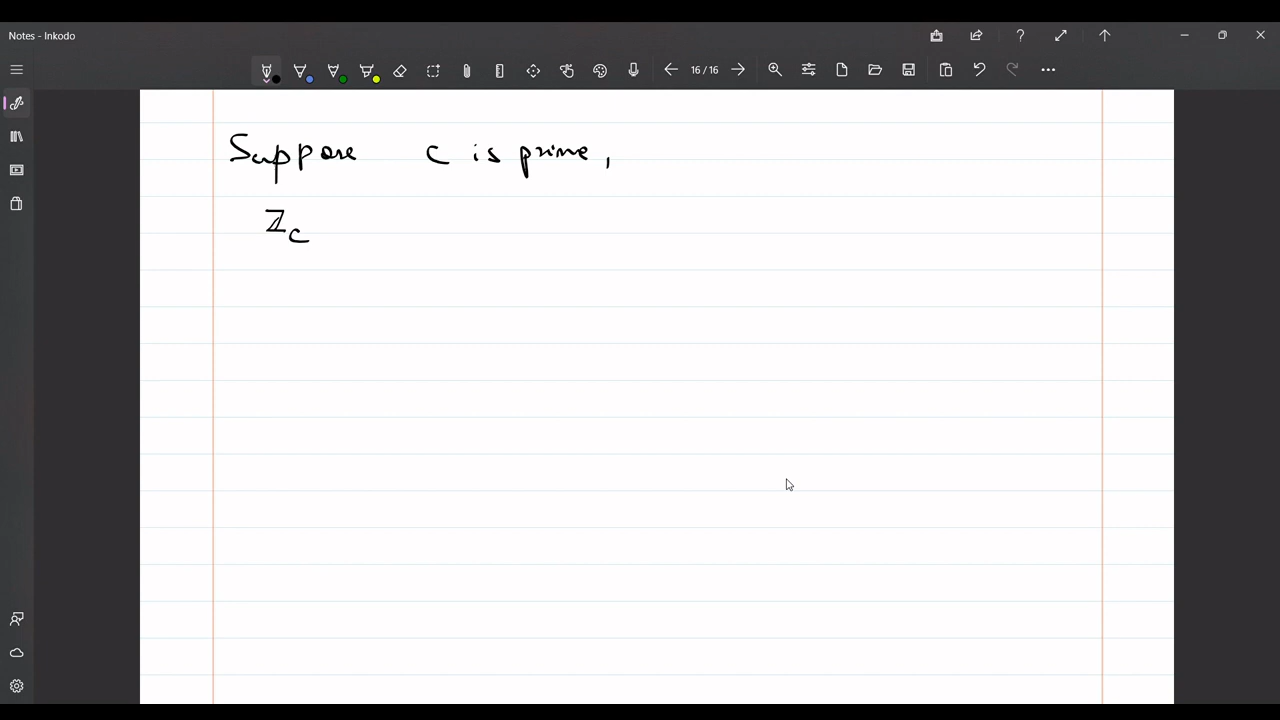 Notes - Inkodo
16/16
Suppose c is prime,
ℤc